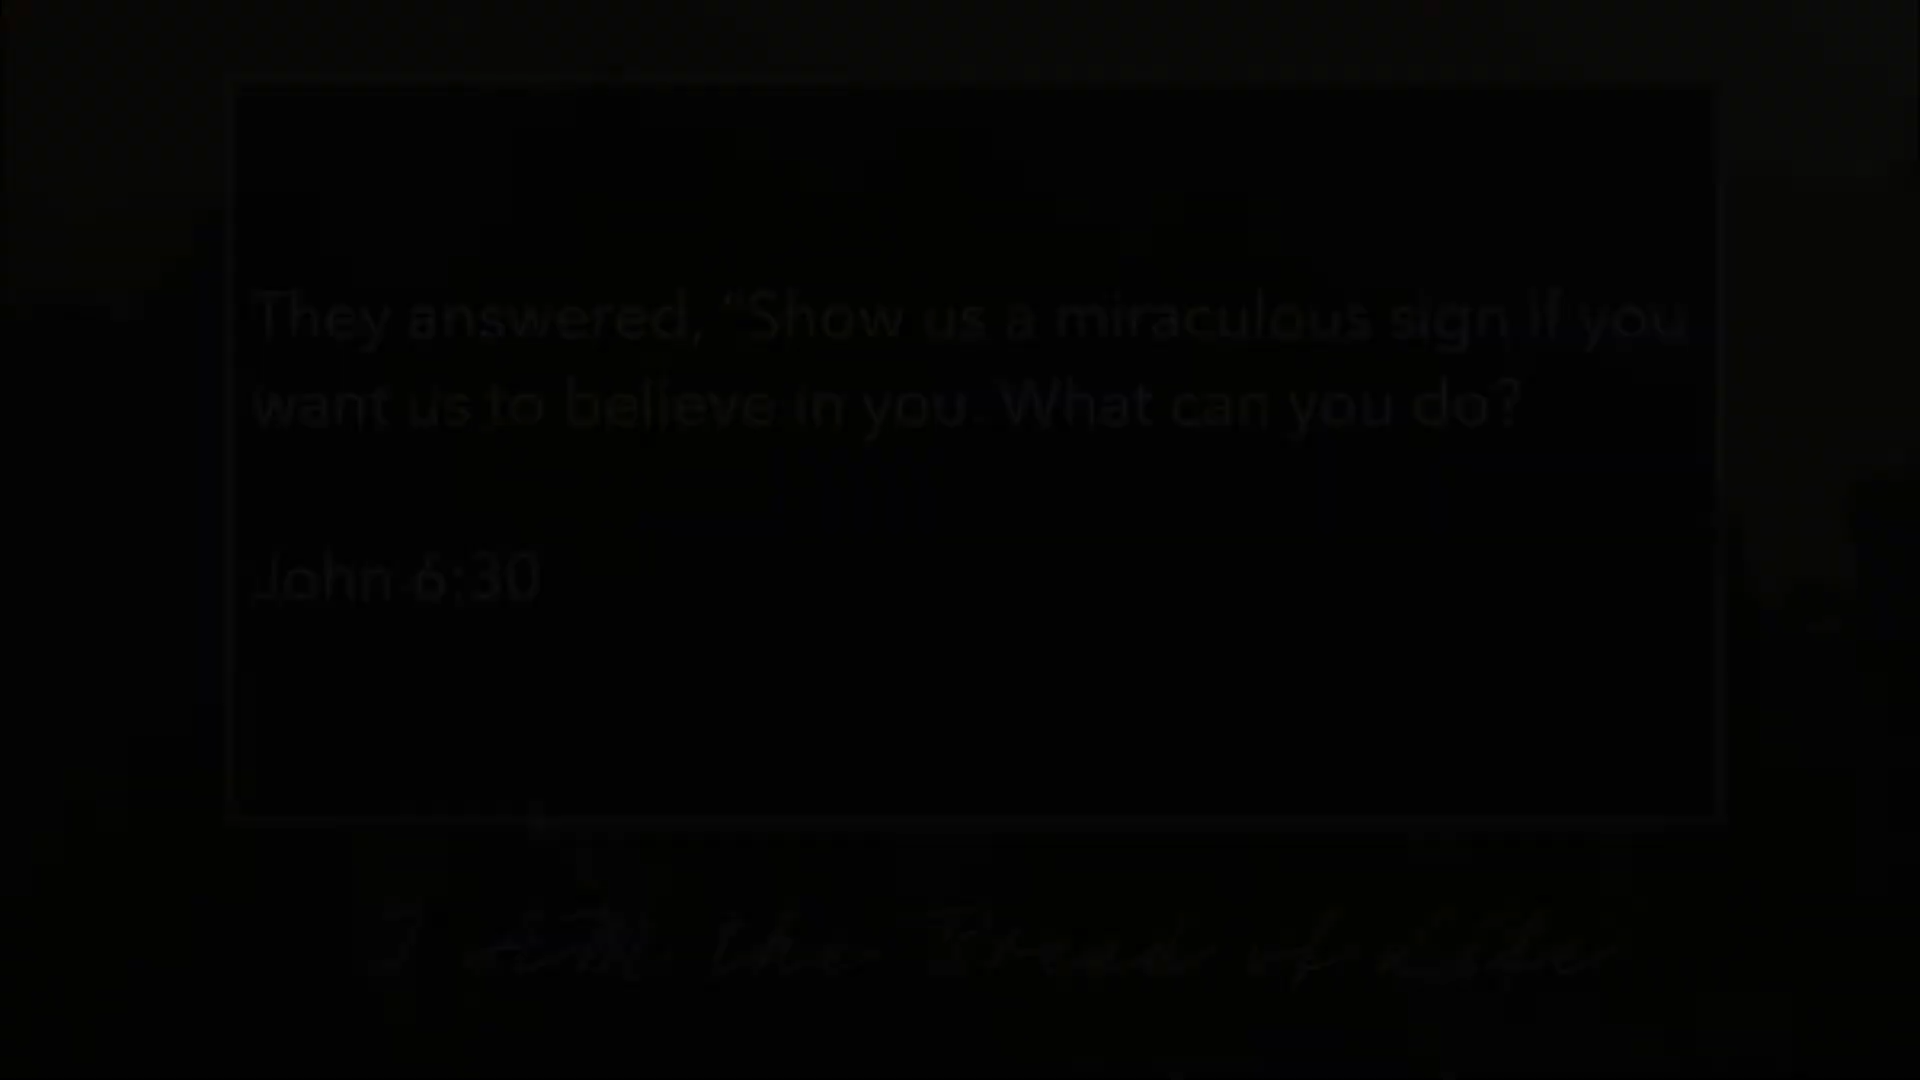 They answered, "Show us a miraculous sign if you
want us to believe in you. What can you do?
John 6:30
I AM the Bread of Life